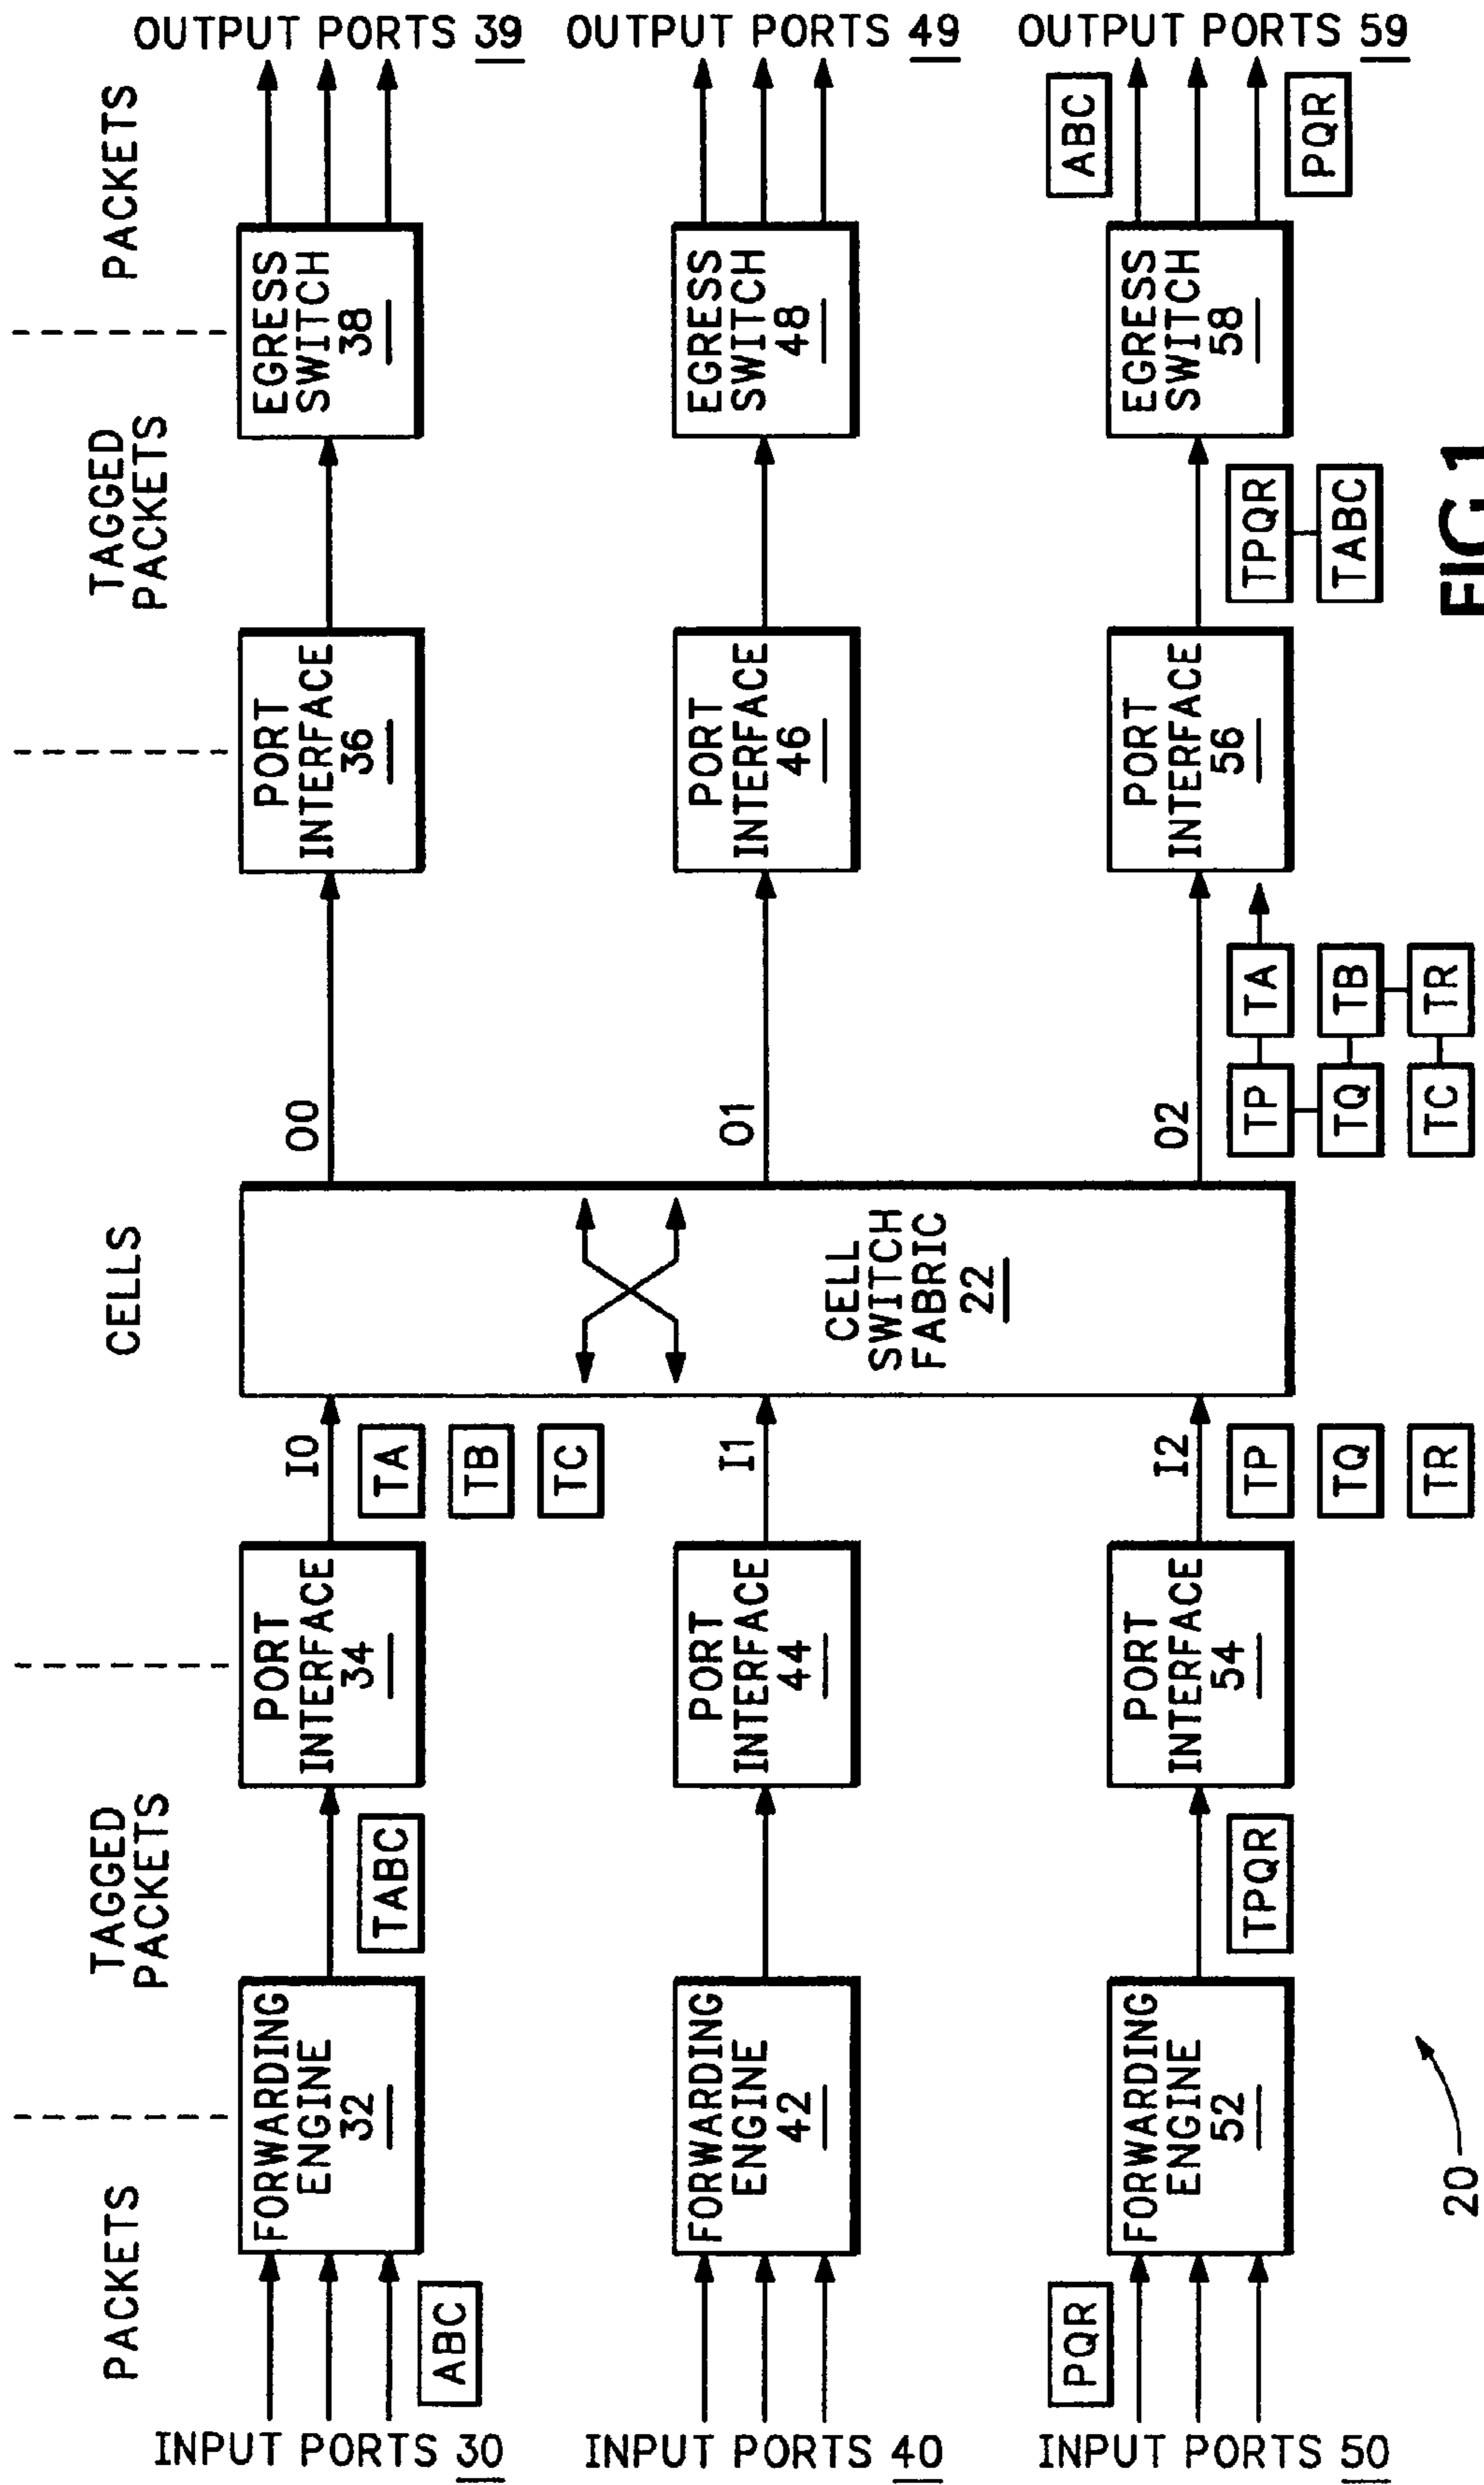 PACKETS
TAGGED
PACKETS
CELLS
TAGGED
PACKETS
PACKETS
INPUT PORTS 30
ABC
FORWARDING
ENGINE
32
TABC
PORT
INTERFACE
34
I0
TA
TB
TC
O0
PORT
INTERFACE
36
EGRESS
SWITCH
38
OUTPUT PORTS 39
INPUT PORTS 40
FORWARDING
ENGINE
42
PORT
INTERFACE
44
I1
CELL
SWITCH
FABRIC
22
O1
PORT
INTERFACE
46
EGRESS
SWITCH
48
OUTPUT PORTS 49
INPUT PORTS 50
PQR
FORWARDING
ENGINE
52
TPQR
PORT
INTERFACE
54
I2
TP
TQ
TR
O2
TP
TA
TQ
TB
TC
TR
PORT
INTERFACE
56
TPQR
TABC
EGRESS
SWITCH
58
ABC
PQR
OUTPUT PORTS 59
20
FIG.1